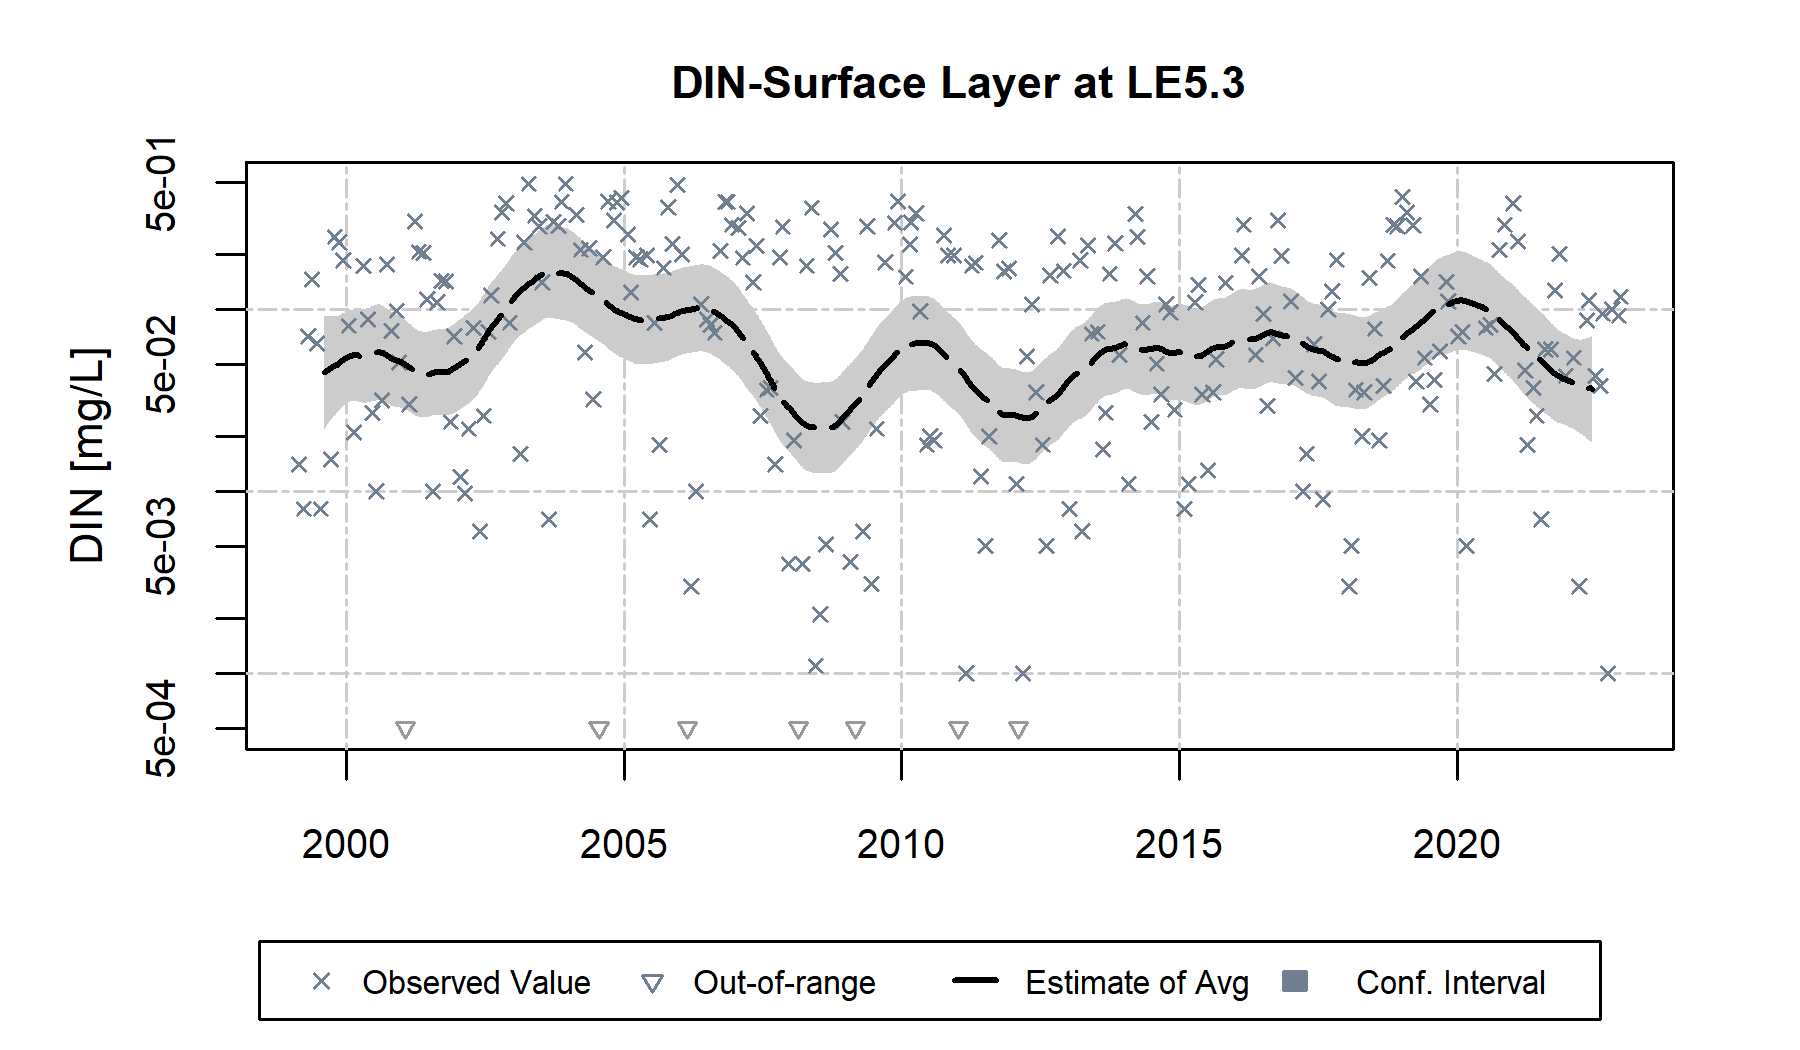 DIN-Surface Layer at LE5.3
DIN [mg/L]
5e-01
5e-02
5e-03
5e-04
2000 2005 2010 2015 2020
Observed Value Out-of-range Estimate of Avg Conf. Interval